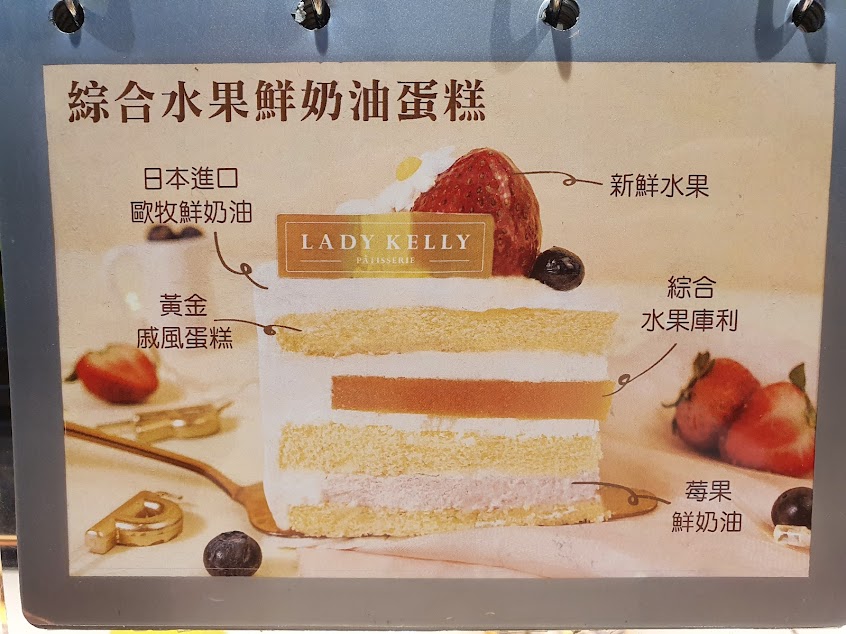 綜合水果鮮奶油蛋糕
日本進口
歐牧鮮奶油
新鮮水果
LADY KELLY
PÂTISSERIE
黃金
戚風蛋糕
綜合
水果庫利
莓果
鮮奶油